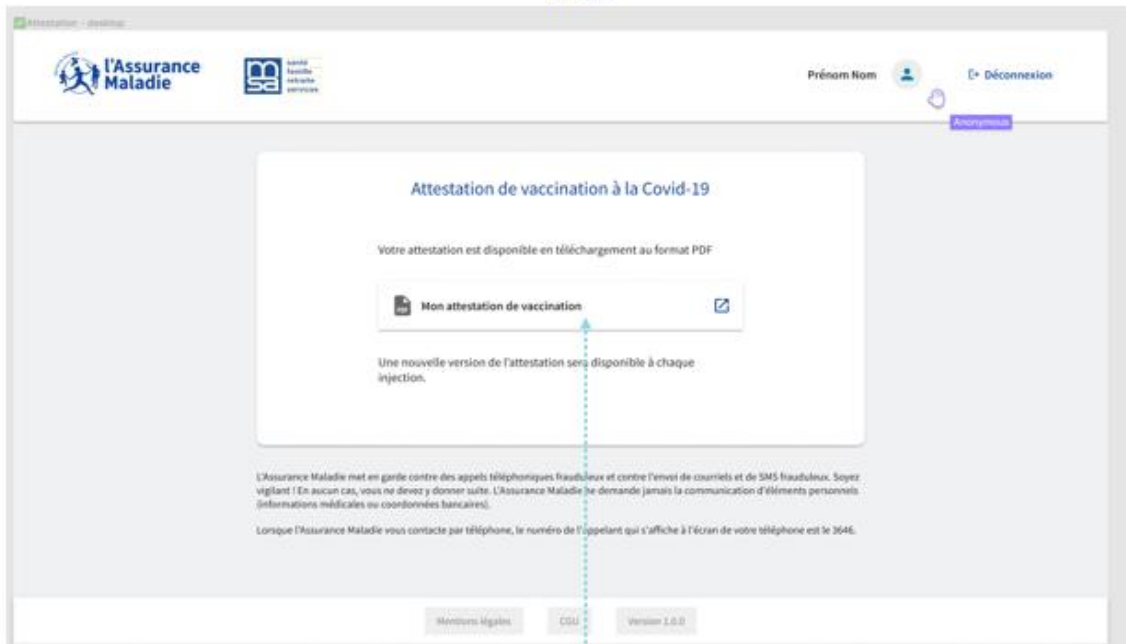 Attestation - desktop
l'Assurance
Maladie
msa
santé
famille
retraite
services
Prénom Nom
Déconnexion
Anonymous
Attestation de vaccination à la Covid-19
Votre attestation est disponible en téléchargement au format PDF
Mon attestation de vaccination
Une nouvelle version de l'attestation sera disponible à chaque
injection.
L'Assurance Maladie met en garde contre des appels téléphoniques frauduleux et contre l'envoi de courriels et de SMS frauduleux. Soyez
vigilant ! En aucun cas, vous ne devez y donner suite. L'Assurance Maladie ne demande jamais la communication d'éléments personnels
(informations médicales ou coordonnées bancaires).
Lorsque l'Assurance Maladie vous contacte par téléphone, le numéro de l'appelant qui s'affiche à l'écran de votre téléphone est le 3646.
Mentions légales
CGU
Version 1.0.0